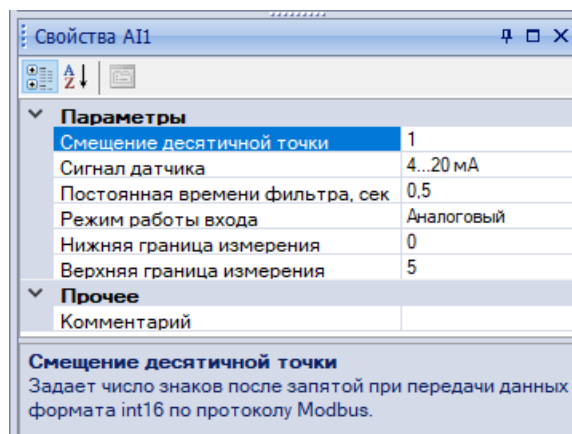 Свойства AI1
Параметры
Смещение десятичной точки 1
Сигнал датчика 4...20 мА
Постоянная времени фильтра, сек 0,5
Режим работы входа Аналоговый
Нижняя граница измерения 0
Верхняя граница измерения 5
Прочее
Комментарий
Смещение десятичной точки
Задает число знаков после запятой при передачи данных
формата int16 по протоколу Modbus.